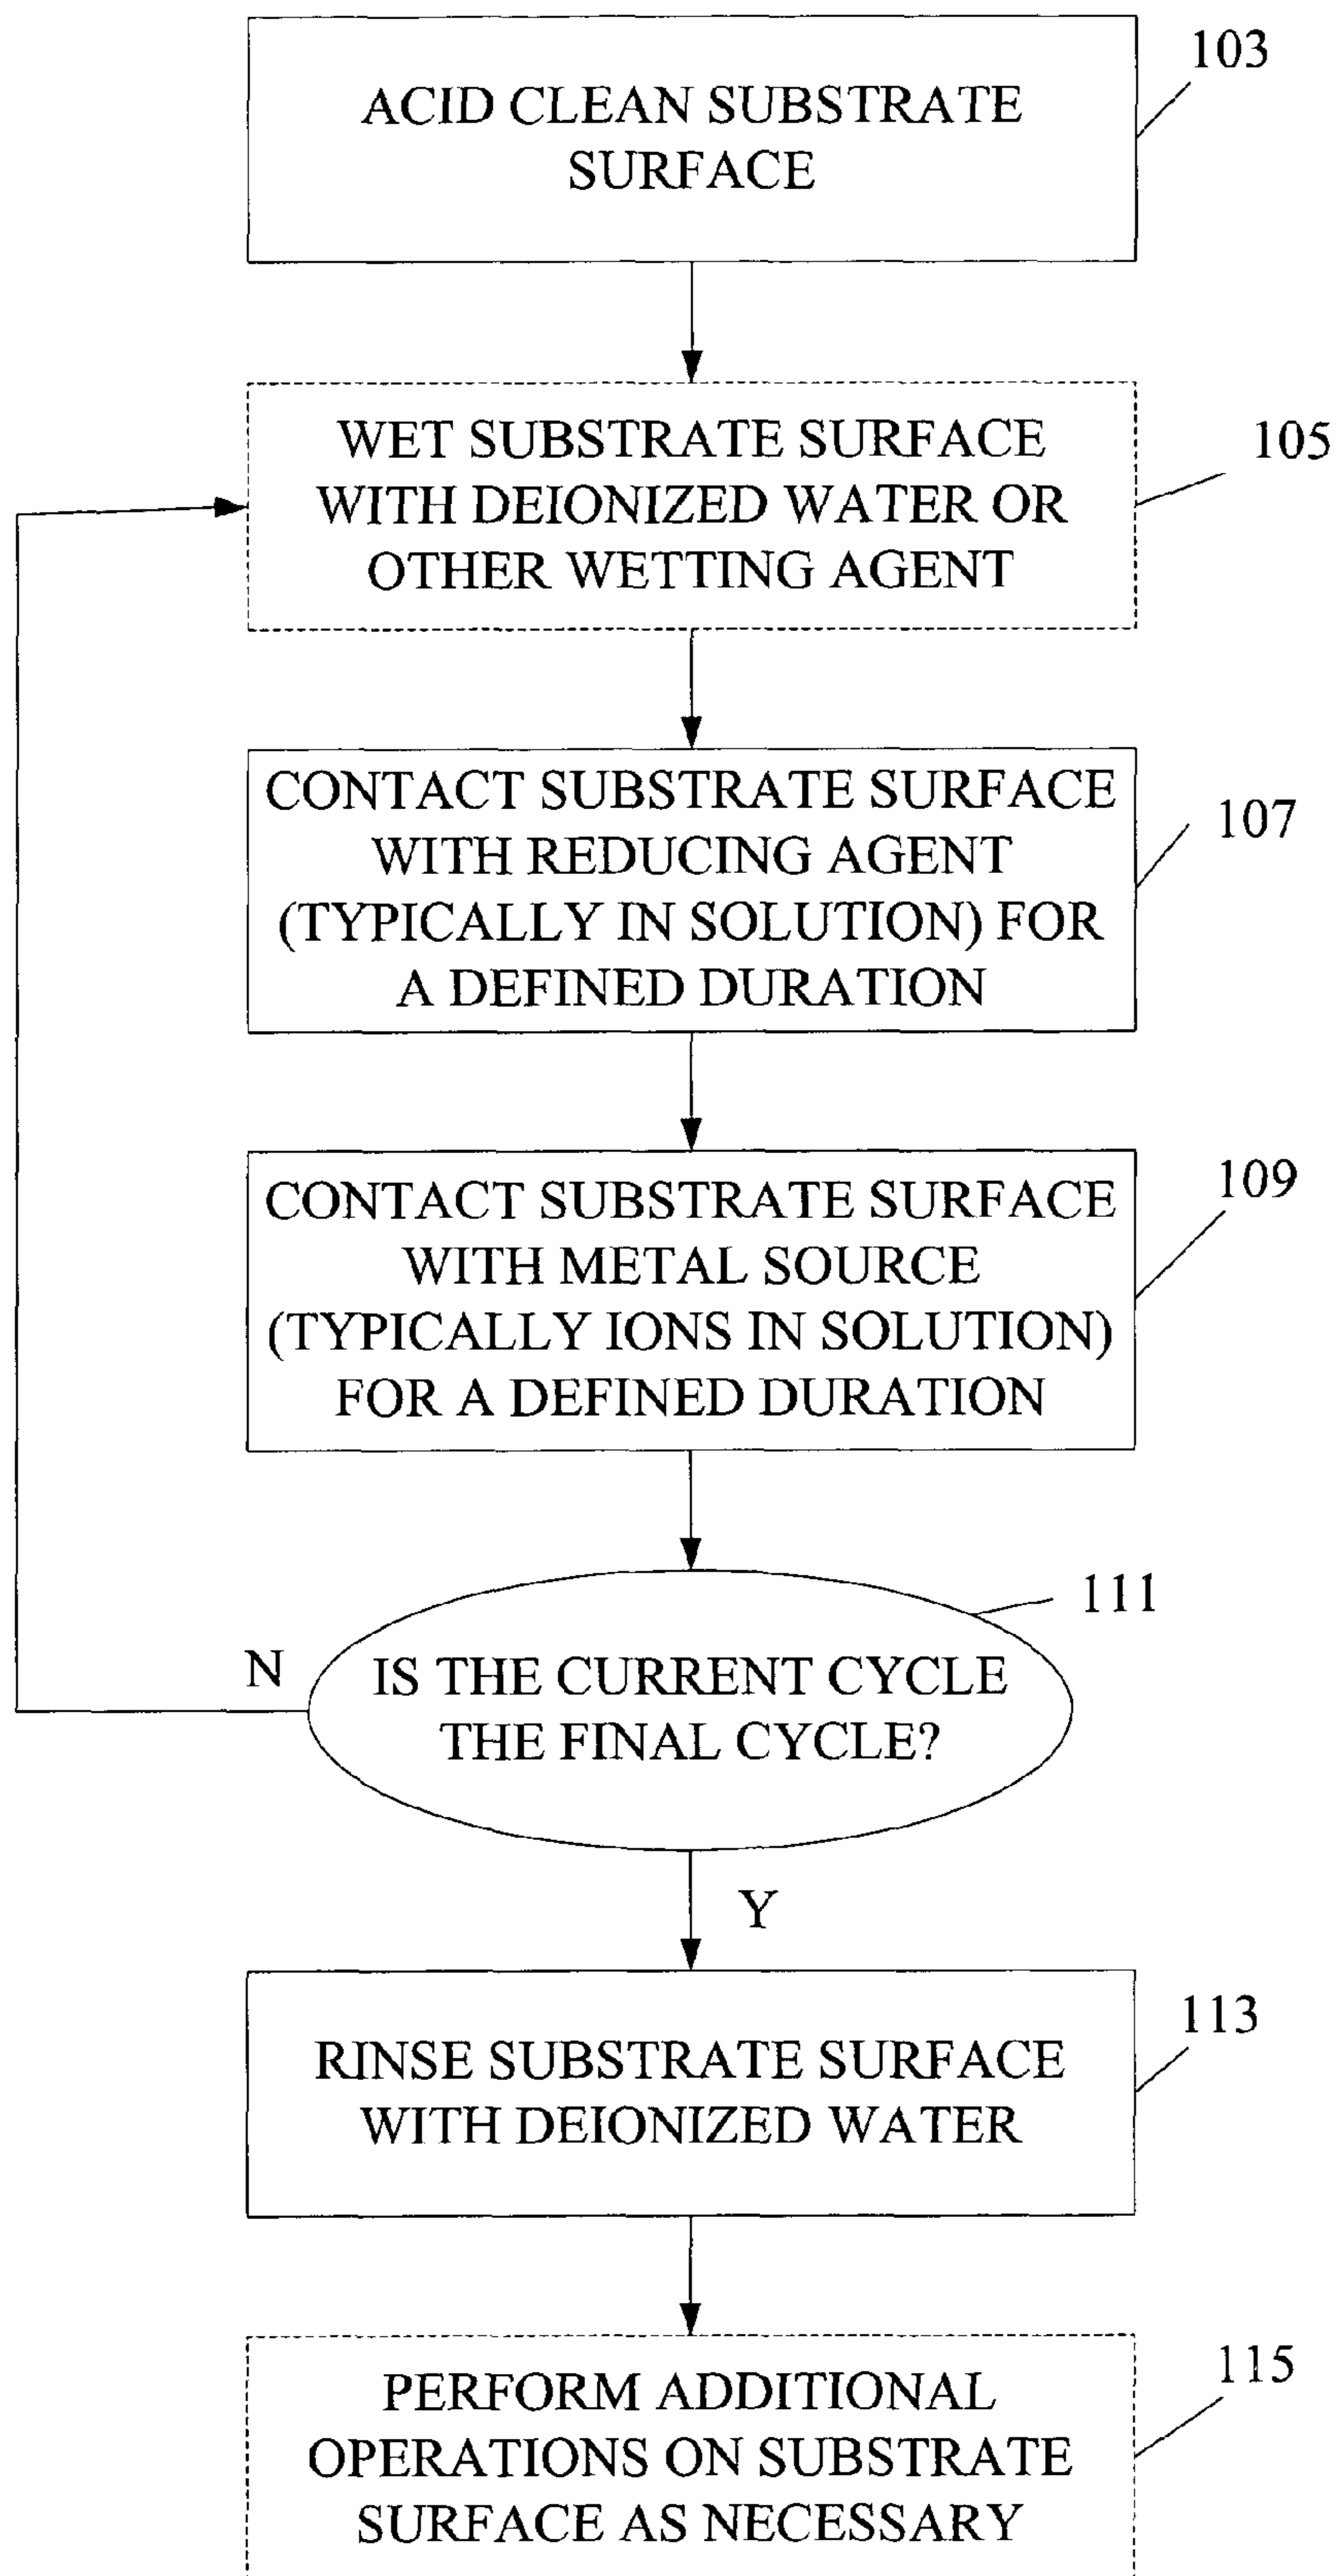 103
ACID CLEAN SUBSTRATE
SURFACE
105
WET SUBSTRATE SURFACE
WITH DEIONIZED WATER OR
OTHER WETTING AGENT
107
CONTACT SUBSTRATE SURFACE
WITH REDUCING AGENT
(TYPICALLY IN SOLUTION) FOR
A DEFINED DURATION
109
CONTACT SUBSTRATE SURFACE
WITH METAL SOURCE
(TYPICALLY IONS IN SOLUTION)
FOR A DEFINED DURATION
111
N
IS THE CURRENT CYCLE
THE FINAL CYCLE?
Y
113
RINSE SUBSTRATE SURFACE
WITH DEIONIZED WATER
115
PERFORM ADDITIONAL
OPERATIONS ON SUBSTRATE
SURFACE AS NECESSARY